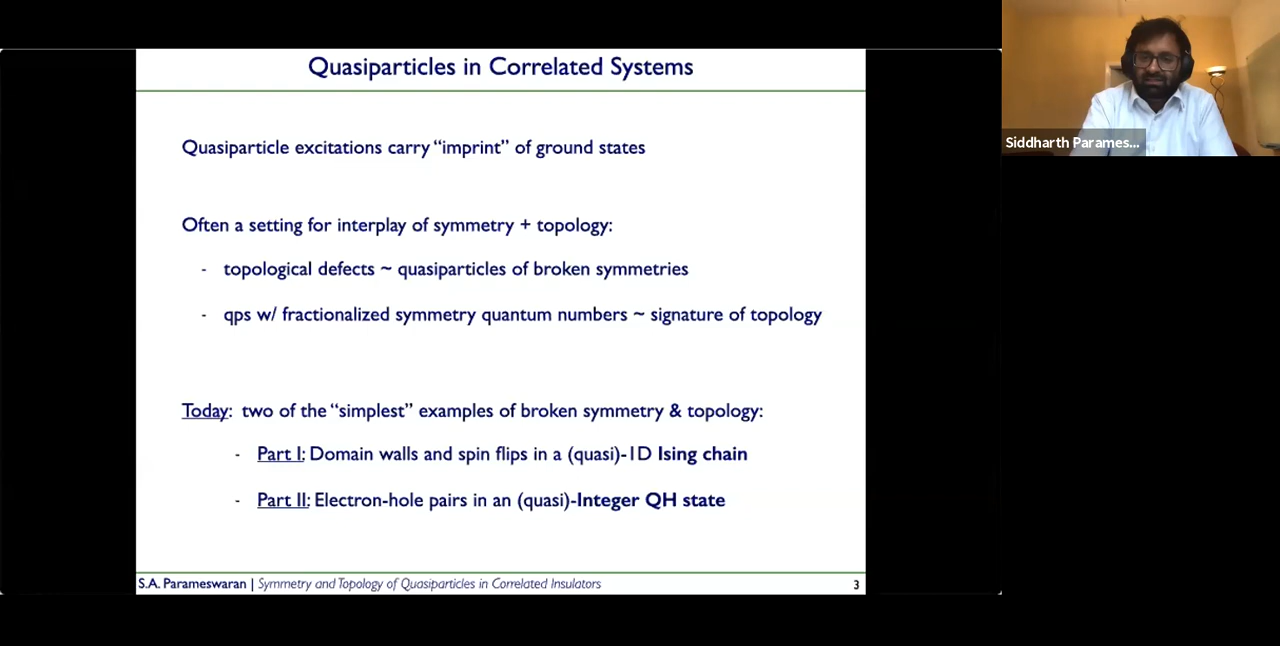 Quasiparticles in Correlated Systems
Siddharth Parames...
Quasiparticle excitations carry “imprint” of ground states
Often a setting for interplay of symmetry + topology:
- topological defects ~ quasiparticles of broken symmetries
- qps w/ fractionalized symmetry quantum numbers ~ signature of topology
Today: two of the “simplest” examples of broken symmetry & topology:
- Part I: Domain walls and spin flips in a (quasi)-1D Ising chain
- Part II: Electron-hole pairs in an (quasi)-Integer QH state
S.A. Parameswaran | Symmetry and Topology of Quasiparticles in Correlated Insulators 3